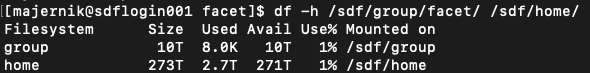 [[majernik@sdflogin001 facet]$ df -h /sdf/group/facet/ /sdf/home/
Filesystem      Size  Used Avail Use% Mounted on
group            10T  8.0K   10T   1% /sdf/group
home            273T  2.7T  271T   1% /sdf/home